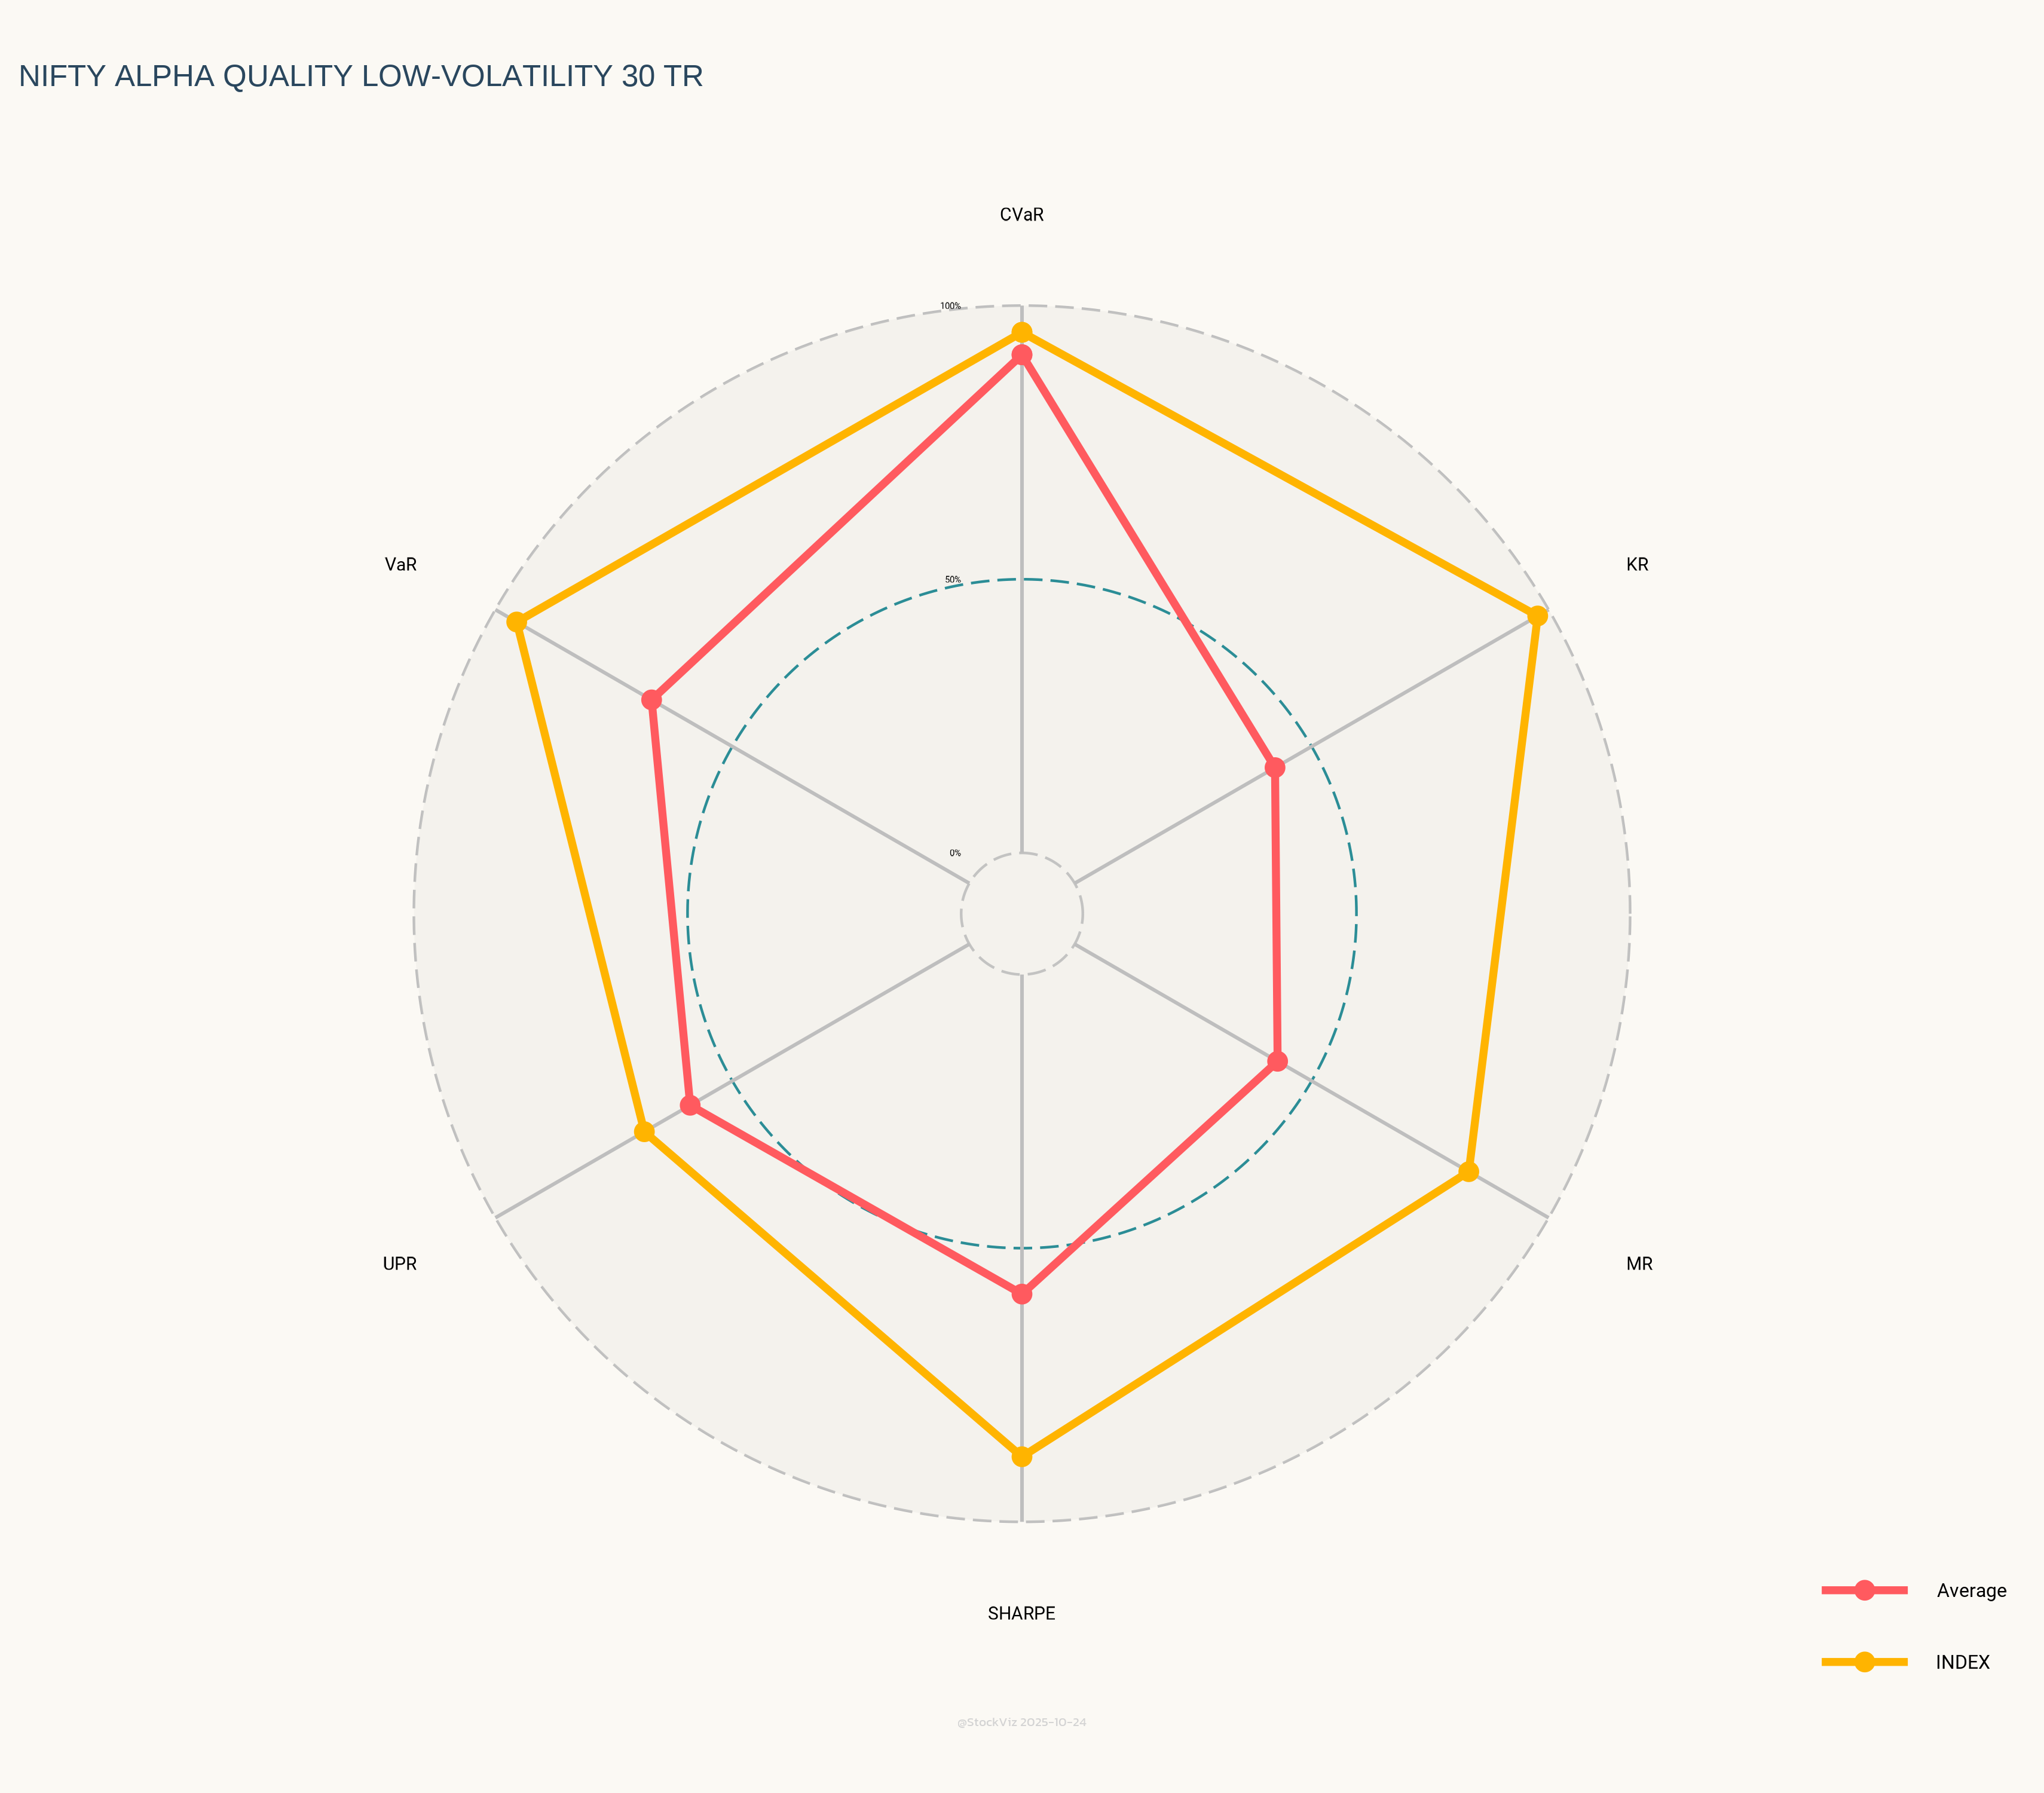 NIFTY ALPHA QUALITY LOW-VOLATILITY 30 TR
CVaR
100%
KR
VaR
50%
0%
UPR
MR
SHARPE
Average
INDEX
@StockViz 2025-10-24